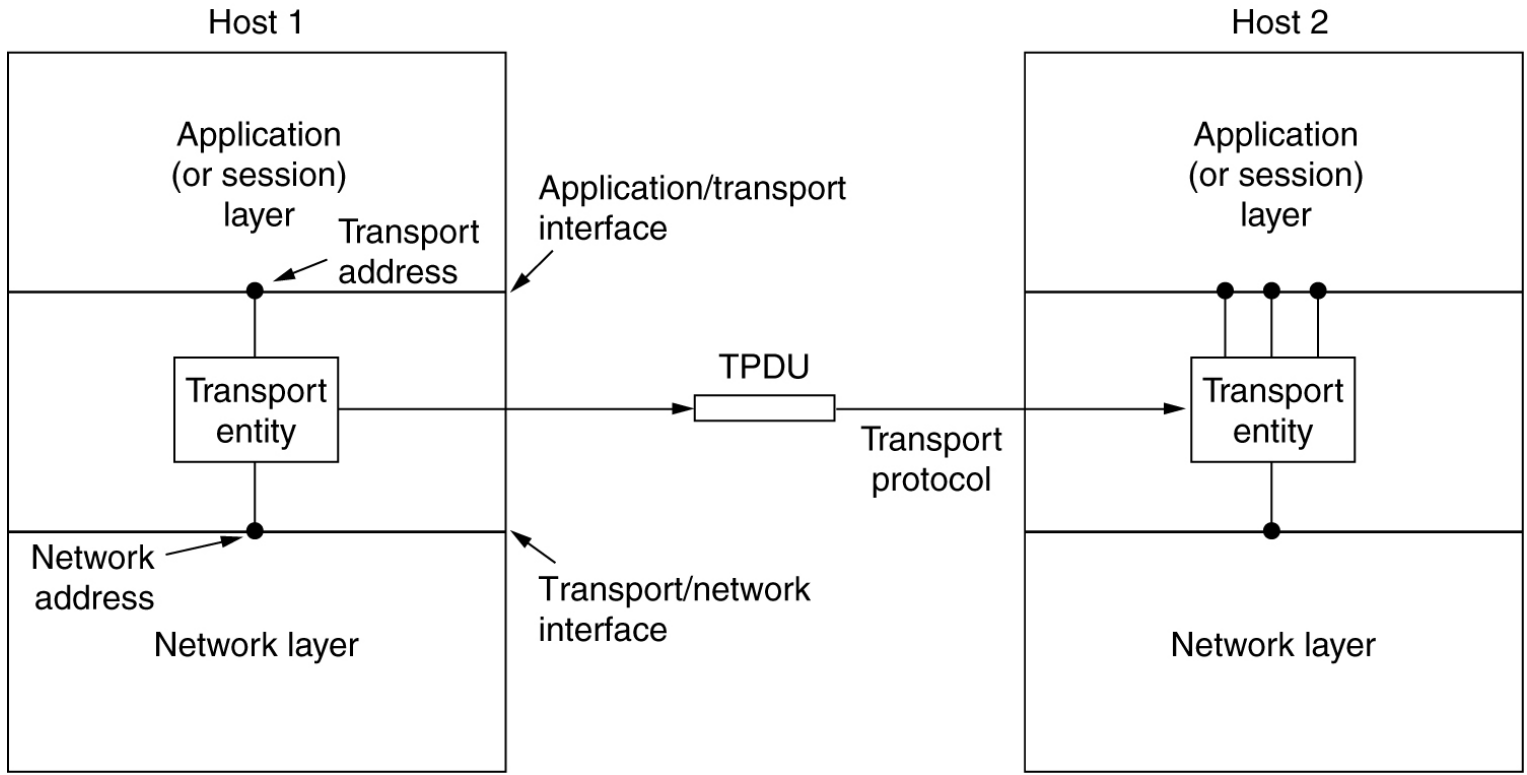 Host 1
Host 2
Application
(or session)
layer
Transport
address
Application/transport
interface
Application
(or session)
layer
Transport
entity
TPDU
Transport
protocol
Transport
entity
Network
address
Network layer
Transport/network
interface
Network layer